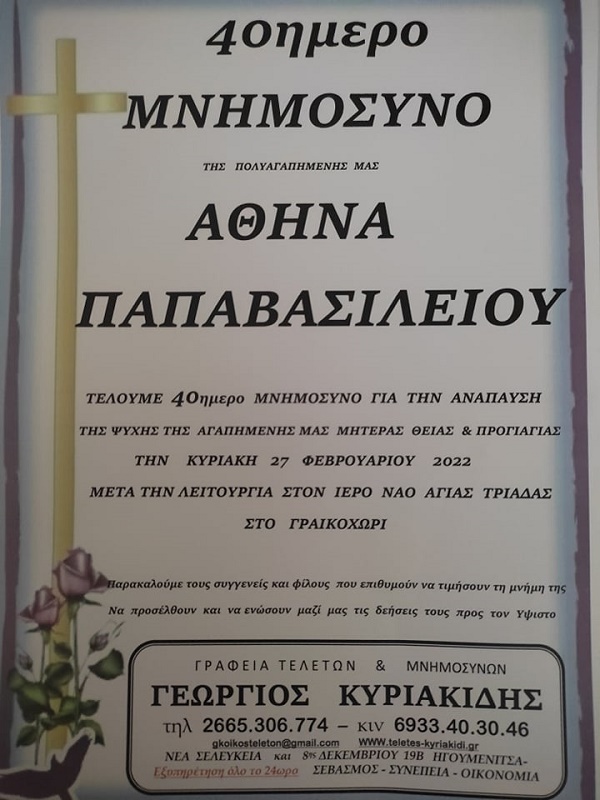 40ημερο
ΜΝΗΜΟΣΥΝΟ
ΤΗΣ ΠΟΛΥΑΓΑΠΗΜΕΝΗΣ ΜΑΣ
ΑΘΗΝΑ
ΠΑΠΑΒΑΣΙΛΕΙΟΥ
ΤΕΛΟΥΜΕ 40ημερο ΜΝΗΜΟΣΥΝΟ ΓΙΑ ΤΗΝ ΑΝΑΠΑΥΣΗ
ΤΗΣ ΨΥΧΗΣ ΤΗΣ ΑΓΑΠΗΜΕΝΗΣ ΜΑΣ ΜΗΤΕΡΑΣ ΘΕΙΑΣ & ΠΡΟΓΙΑΓΙΑΣ
ΤΗΝ ΚΥΡΙΑΚΗ 27 ΦΕΒΡΟΥΑΡΙΟΥ 2022
ΜΕΤΑ ΤΗΝ ΛΕΙΤΟΥΡΓΙΑ ΣΤΟΝ ΙΕΡΟ ΝΑΟ ΑΓΙΑΣ ΤΡΙΑΔΑΣ
ΣΤΟ ΓΡΑΙΚΟΧΩΡΙ
Παρακαλούμε τους συγγενείς και φίλους που επιθυμούν να τιμήσουν τη μνήμη της
Να προσέλθουν και να ενώσουν μαζί μας τις δεήσεις τους προς τον Υψιστο
ΓΡΑΦΕΙΑ ΤΕΛΕΤΩΝ & ΜΝΗΜΟΣΥΝΩΝ
ΓΕΩΡΓΙΟΣ ΚΥΡΙΑΚΙΔΗΣ
τηλ 2665.306.774 – κιν 6933.40.30.46
gkoikosteleton@gmail.com WWW.teletes-kyriakidi.gr
ΝΕΑ ΣΕΛΕΥΚΕΙΑ και 8ης ΔΕΚΕΜΒΡΙΟΥ 19Β ΗΓΟΥΜΕΝΙΤΣΑ-
Εξυπηρέτηση όλο το 24ωρο ΣΕΒΑΣΜΟΣ - ΣΥΝΕΠΕΙΑ - ΟΙΚΟΝΟΜΙΑ